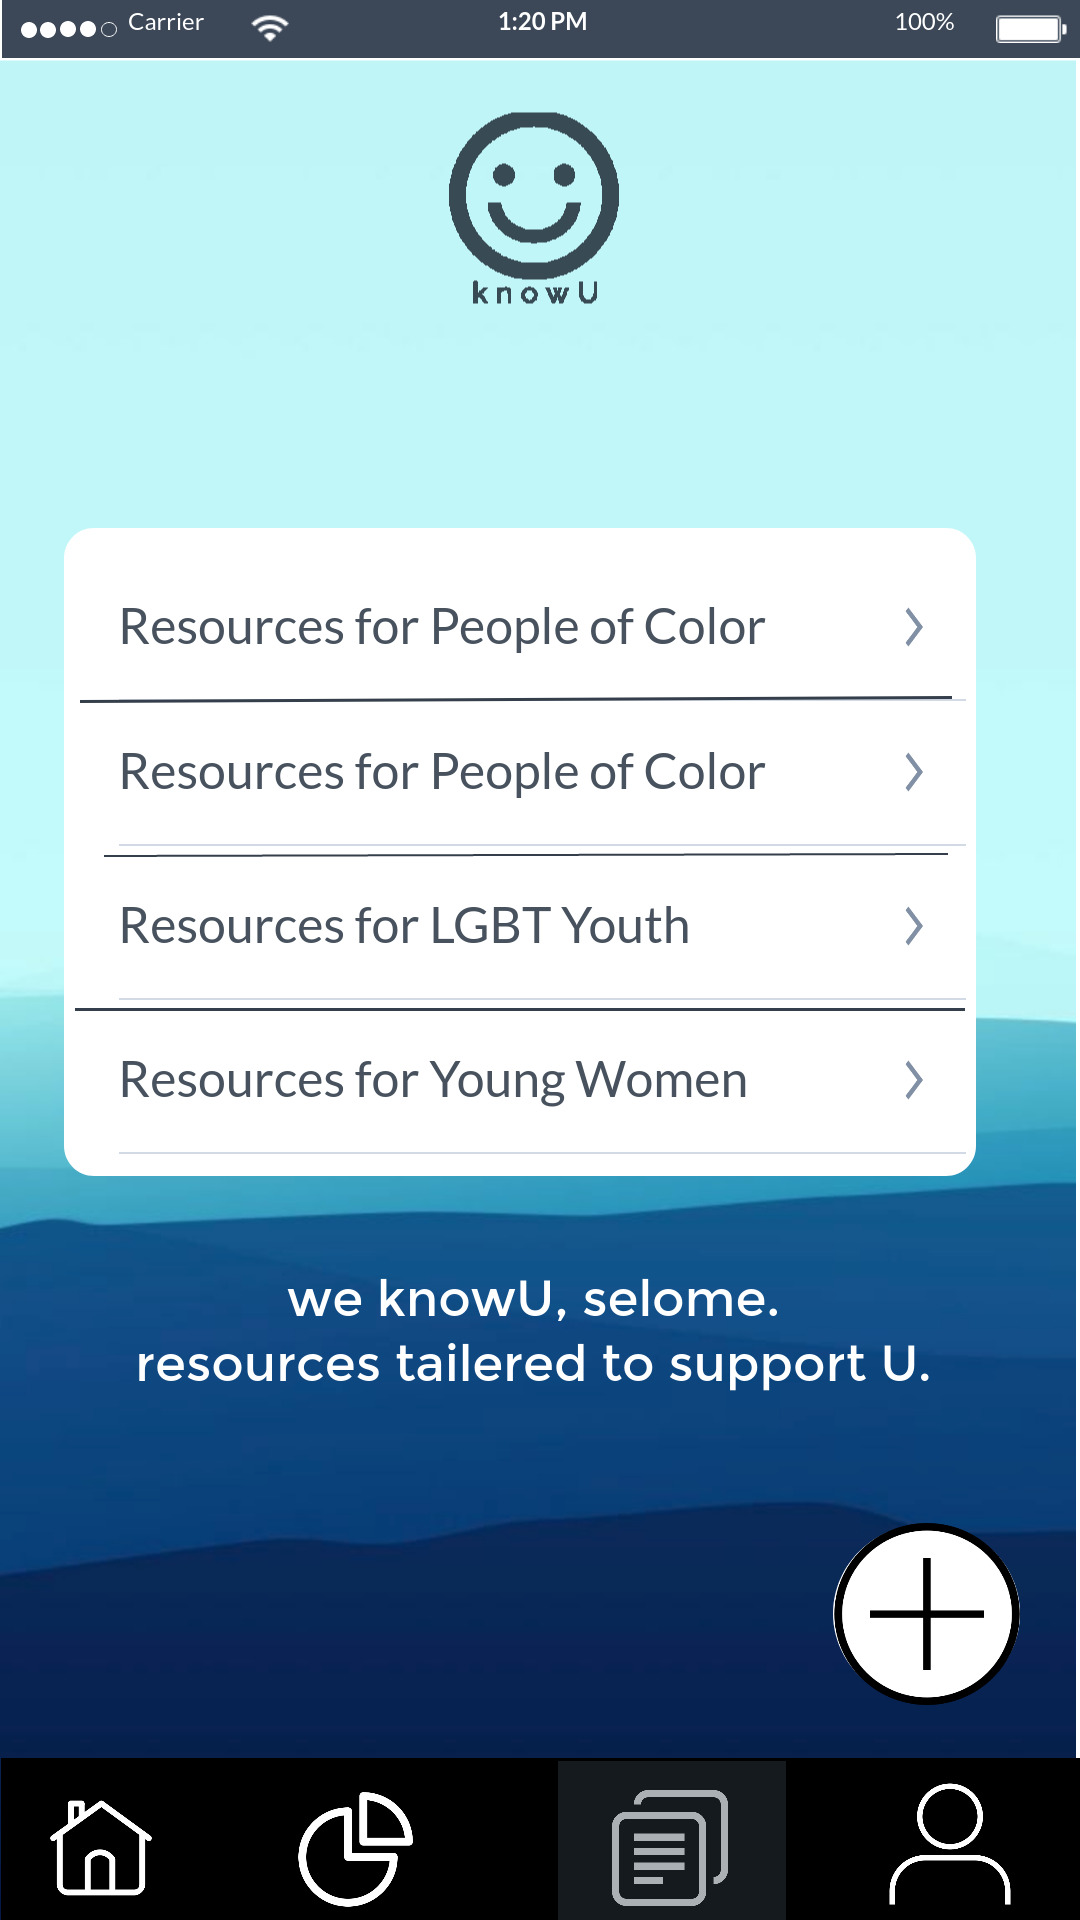 Carrier 1:20 PM 100%
knowU
Resources for People of Color
Resources for People of Color
Resources for LGBT Youth
Resources for Young Women
we knowU, selome.
resources tailered to support U.